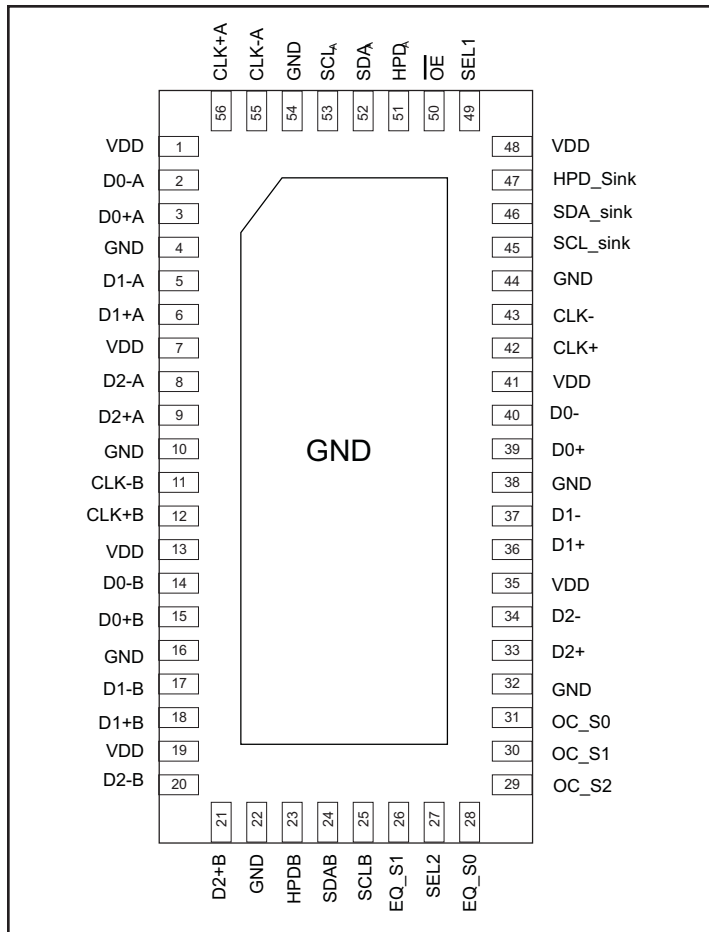 CLK+A CLK-A GND SCLA SDAA HPDA OE SEL1
56 55 54 53 52 51 50 49
VDD 1 48 VDD
D0-A 2 47 HPD_Sink
D0+A 3 46 SDA_sink
GND 4 45 SCL_sink
D1-A 5 44 GND
D1+A 6 43 CLK-
VDD 7 42 CLK+
D2-A 8 41 VDD
D2+A 9 40 D0-
GND 10 39 D0+
CLK-B 11 38 GND
CLK+B 12 37 D1-
VDD 13 36 D1+
D0-B 14 35 VDD
D0+B 15 34 D2-
GND 16 33 D2+
D1-B 17 32 GND
D1+B 18 31 OC_S0
VDD 19 30 OC_S1
D2-B 20 29 OC_S2
GND
21 22 23 24 25 26 27 28
D2+B GND HPDB SDAB SCLB EQ_S1 SEL2 EQ_S0